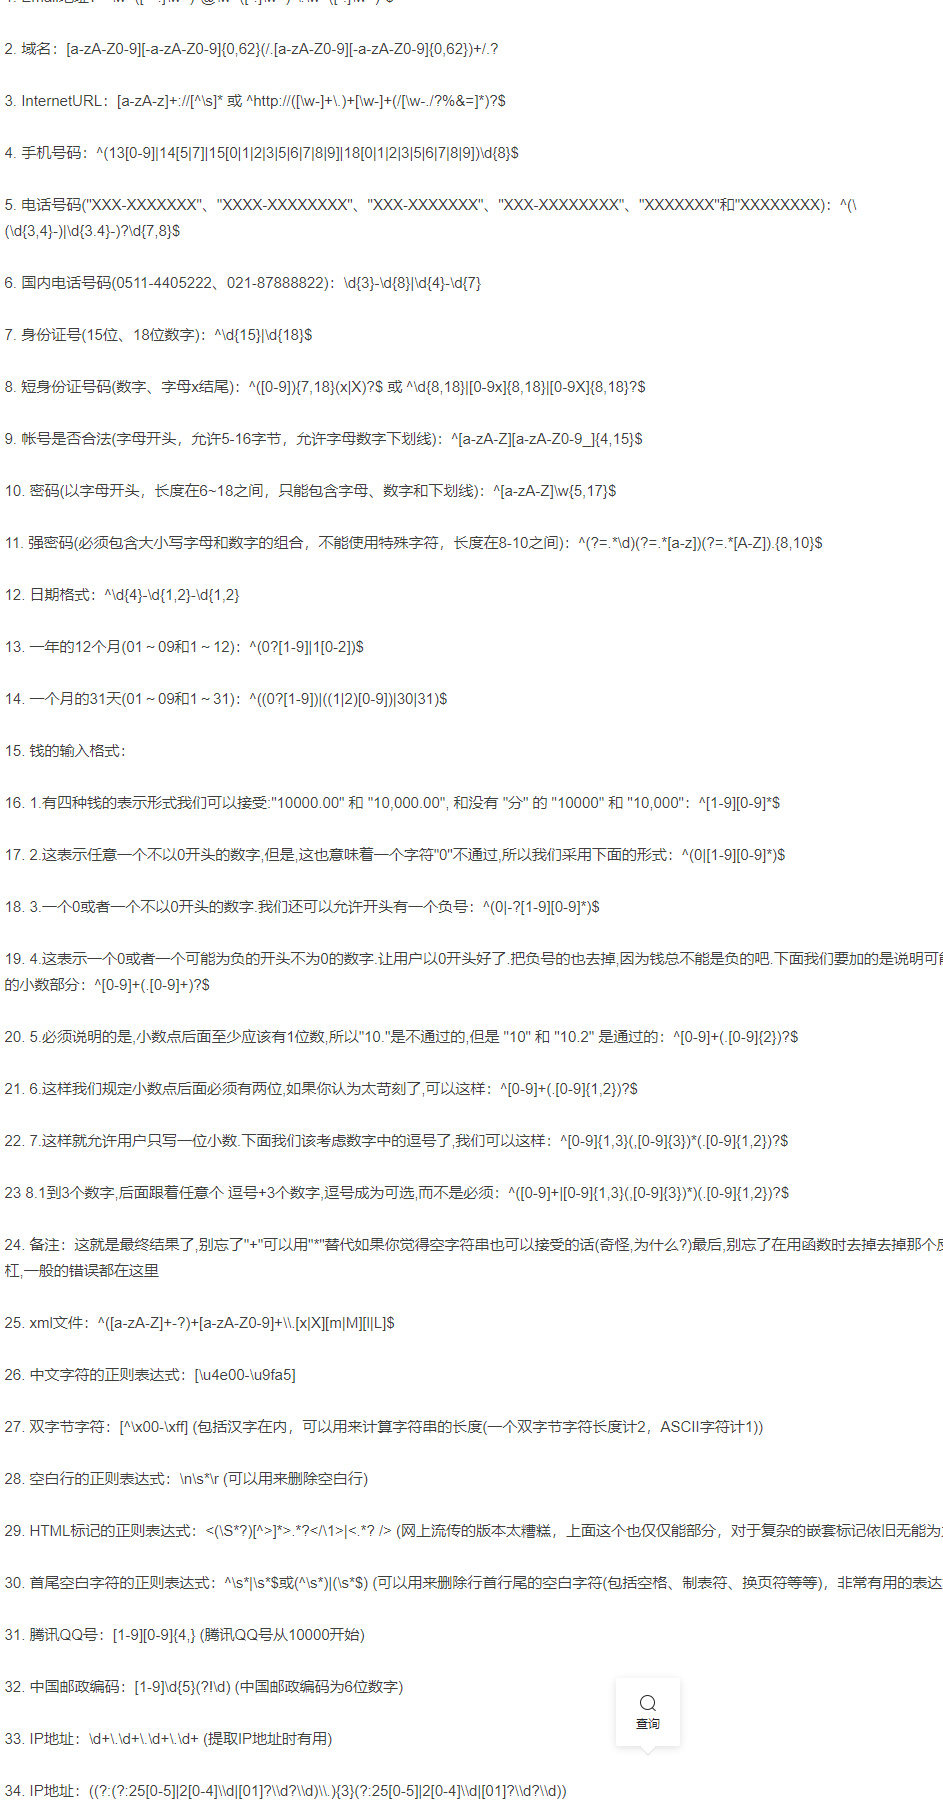 2. 域名：[a-zA-Z0-9][-a-zA-Z0-9]{0,62}(/.[a-zA-Z0-9][-a-zA-Z0-9]{0,62})+/.?
3. InternetURL：[a-zA-z]+://[^\s]* 或 ^http://([\w-]+\.)+[\w-]+(/[\w-./?%&=]*)?$
4. 手机号码：^(13[0-9]|14[5|7]|15[0|1|2|3|5|6|7|8|9]|18[0|1|2|3|5|6|7|8|9])\d{8}$
5. 电话号码("XXX-XXXXXXX"、"XXXX-XXXXXXXX"、"XXX-XXXXXXX"、"XXX-XXXXXXXX"、"XXXXXXX"和"XXXXXXXX)：^(\
(\d{3,4}-)|\d{3.4}-)?\d{7,8}$
6. 国内电话号码(0511-4405222、021-87888822)：\d{3}-\d{8}|\d{4}-\d{7}
7. 身份证号(15位、18位数字)：^\d{15}|\d{18}$
8. 短身份证号码(数字、字母x结尾)：^([0-9]){7,18}(x|X)?$ 或 ^\d{8,18}|[0-9x]{8,18}|[0-9X]{8,18}?$
9. 帐号是否合法(字母开头，允许5-16字节，允许字母数字下划线)：^[a-zA-Z][a-zA-Z0-9_]{4,15}$
10. 密码(以字母开头，长度在6~18之间，只能包含字母、数字和下划线)：^[a-zA-Z]\w{5,17}$
11. 强密码(必须包含大小写字母和数字的组合，不能使用特殊字符，长度在8-10之间)：^(?=.*\d)(?=.*[a-z])(?=.*[A-Z]).{8,10}$
12. 日期格式：^\d{4}-\d{1,2}-\d{1,2}
13. 一年的12个月(01～09和1～12)：^(0?[1-9]|1[0-2])$
14. 一个月的31天(01～09和1～31)：^((0?[1-9])|((1|2)[0-9])|30|31)$
15. 钱的输入格式：
16. 1.有四种钱的表示形式我们可以接受:"10000.00" 和 "10,000.00", 和没有 "分" 的 "10000" 和 "10,000"：^[1-9][0-9]*$
17. 2.这表示任意一个不以0开头的数字,但是,这也意味着一个字符"0"不通过,所以我们采用下面的形式：^(0|[1-9][0-9]*)$
18. 3.一个0或者一个不以0开头的数字.我们还可以允许开头有一个负号：^(0|-?[1-9][0-9]*)$
19. 4.这表示一个0或者一个可能为负的开头不为0的数字.让用户以0开头好了.把负号的也去掉,因为钱总不能是负的吧.下面我们要加的是说明可能
的小数部分：^[0-9]+(.[0-9]+)?$
20. 5.必须说明的是,小数点后面至少应该有1位数,所以"10."是不通过的,但是 "10" 和 "10.2" 是通过的：^[0-9]+(.[0-9]{2})?$
21. 6.这样我们规定小数点后面必须有两位,如果你认为太苛刻了,可以这样：^[0-9]+(.[0-9]{1,2})?$
22. 7.这样就允许用户只写一位小数.下面我们该考虑数字中的逗号了,我们可以这样：^[0-9]{1,3}(,[0-9]{3})*(.[0-9]{1,2})?$
23 8.1到3个数字,后面跟着任意个 逗号+3个数字,逗号成为可选,而不是必须：^([0-9]+|[0-9]{1,3}(,[0-9]{3})*)(.[0-9]{1,2})?$
24. 备注：这就是最终结果了,别忘了"+"可以用"*"替代如果你觉得空字符串也可以接受的话(奇怪,为什么?)最后,别忘了在用函数时去掉去掉那个
杠,一般的错误都在这里
25. xml文件：^([a-zA-Z]+-?)+[a-zA-Z0-9]+\\.[x|X][m|M][l|L]$
26. 中文字符的正则表达式：[\u4e00-\u9fa5]
27. 双字节字符：[^\x00-\xff] (包括汉字在内，可以用来计算字符串的长度(一个双字节字符长度计2，ASCII字符计1))
28. 空白行的正则表达式：\n\s*\r (可以用来删除空白行)
29. HTML标记的正则表达式：<(\S*?)[^>]*>.*?</\1>|<.*? /> (网上流传的版本太糟糕，上面这个也仅仅能部分，对于复杂的嵌套标记依旧无能为
30. 首尾空白字符的正则表达式：^\s*|\s*$或(^\s*)|(\s*$) (可以用来删除行首行尾的空白字符(包括空格、制表符、换页符等等)，非常有用的表达
31. 腾讯QQ号：[1-9][0-9]{4,} (腾讯QQ号从10000开始)
32. 中国邮政编码：[1-9]\d{5}(?!\d) (中国邮政编码为6位数字)
查询
33. IP地址：\d+\.\d+\.\d+\.\d+ (提取IP地址时有用)
34. IP地址：((?:(?:25[0-5]|2[0-4]\\d|[01]?\\d?\\d)\\.){3}(?:25[0-5]|2[0-4]\\d|[01]?\\d?\\d))